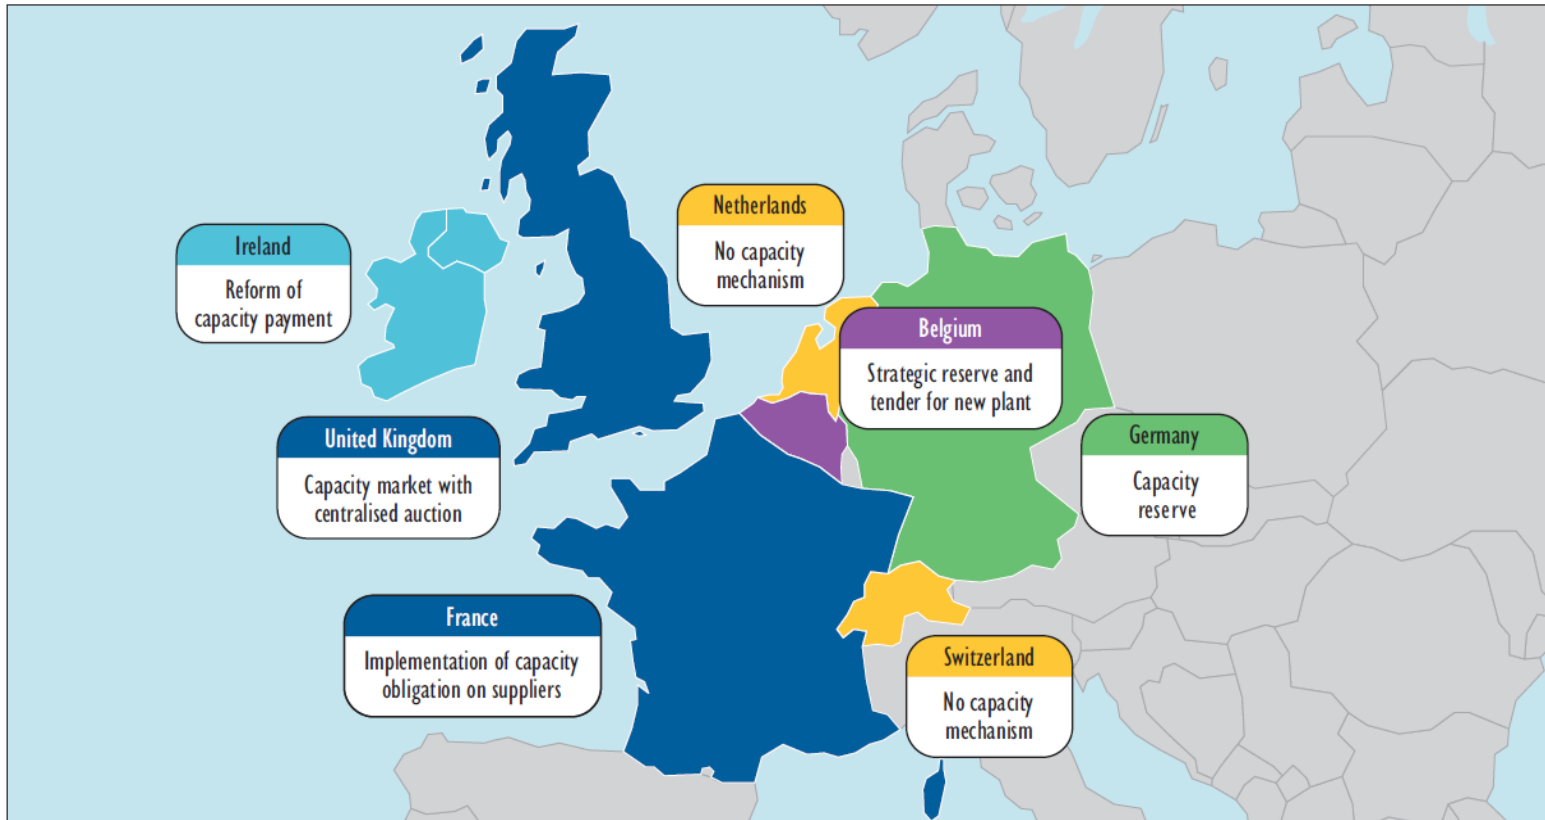 Netherlands
No capacity
mechanism
Ireland
Reform of
capacity payment
Belgium
Strategic reserve and
tender for new plant
United Kingdom
Capacity market with
centralised auction
Germany
Capacity
reserve
France
Implementation of capacity
obligation on suppliers
Switzerland
No capacity
mechanism